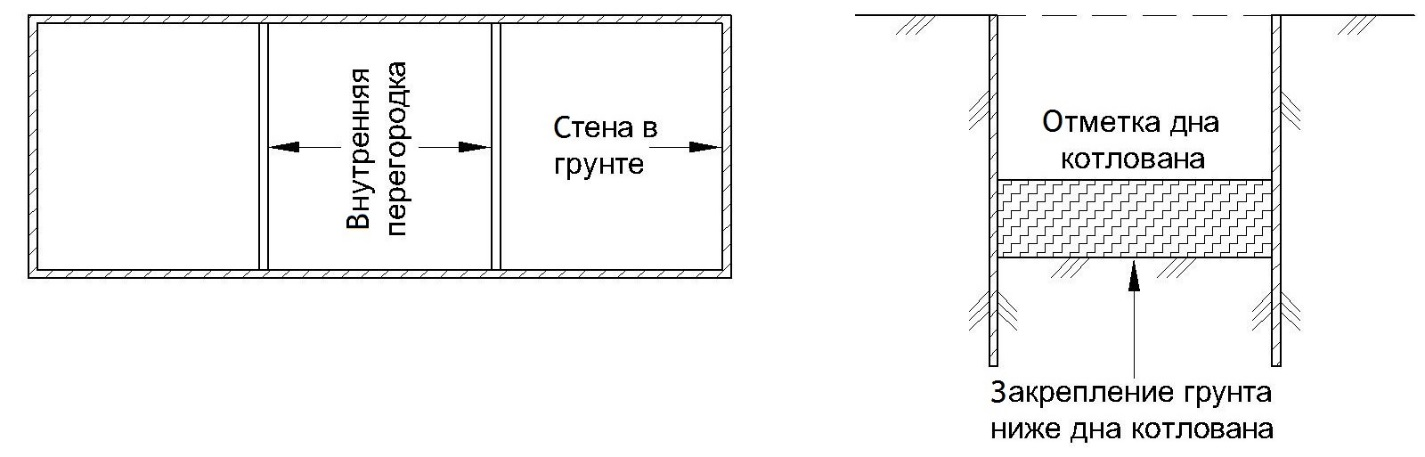 Внутренняя
перегородка
Стена в
грунте
Отметка дна
котлована
Закрепление грунта
ниже дна котлована